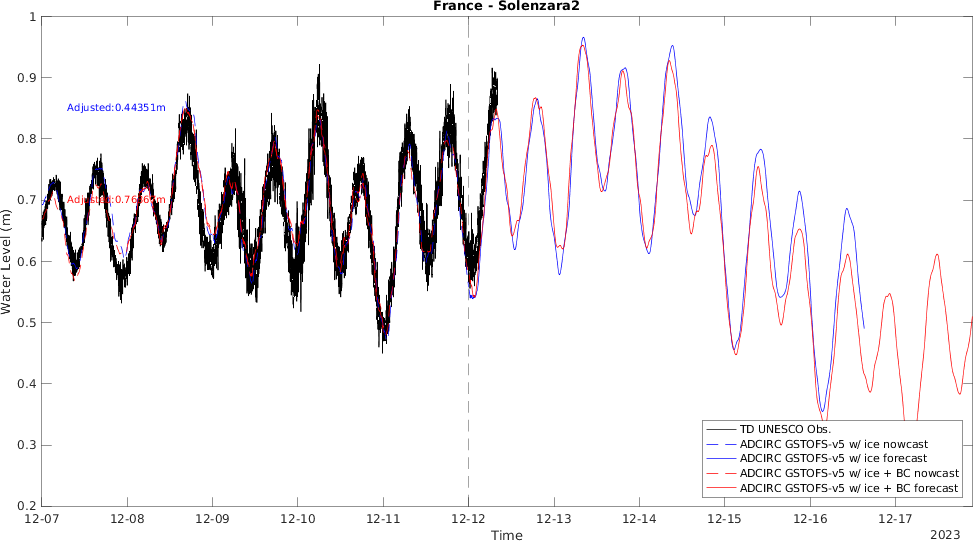 France - Solenzara2
1
0.9
0.8
0.7
0.6
0.5
0.4
0.3
0.2
Water Level (m)
Adjusted:0.44351m
12-07
12-08
12-09
12-10
12-11
12-12
12-13
12-14
12-15
12-16
12-17
Time
2023
TD UNESCO Obs.
ADCIRC GSTOFS-v5 w/ ice nowcast
ADCIRC GSTOFS-v5 w/ ice forecast
ADCIRC GSTOFS-v5 w/ ice + BC nowcast
ADCIRC GSTOFS-v5 w/ ice + BC forecast